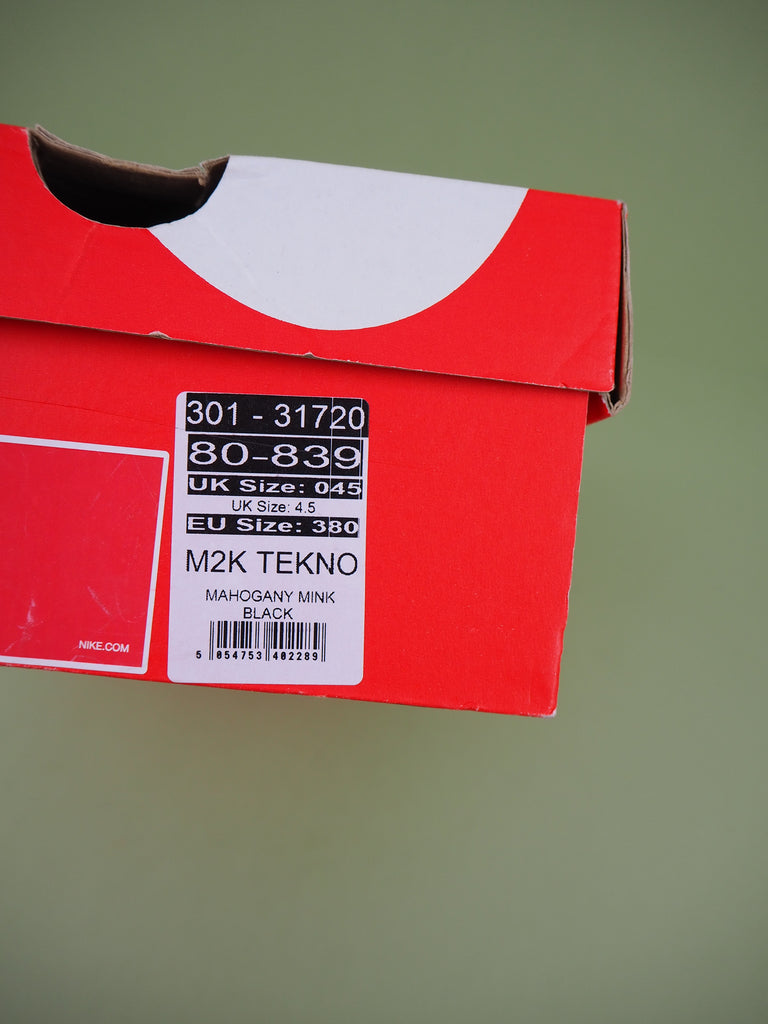 301 - 31720
80-839
UK Size: 045
UK Size: 4.5
EU Size: 380
M2K TEKNO
MAHOGANY MINK
BLACK
5 054753 402289
NIKE.COM